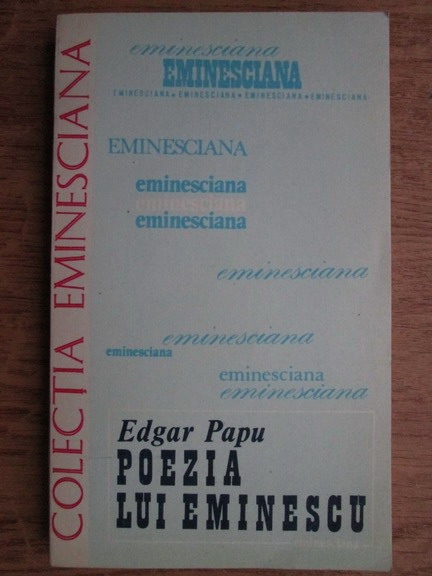 COLECȚIA EMINESCIANA
eminesciana
EMINESCIANA
EMINESCIANA • EMINESCIANA • EMINESCIANA • EMINESCIANA
EMINESCIANA
eminesciana
eminesciana
eminesciana
eminesciana
eminesciana
eminesciana
eminesciana
eminesciana
Edgar Papu
POEZIA
LUI EMINESCU